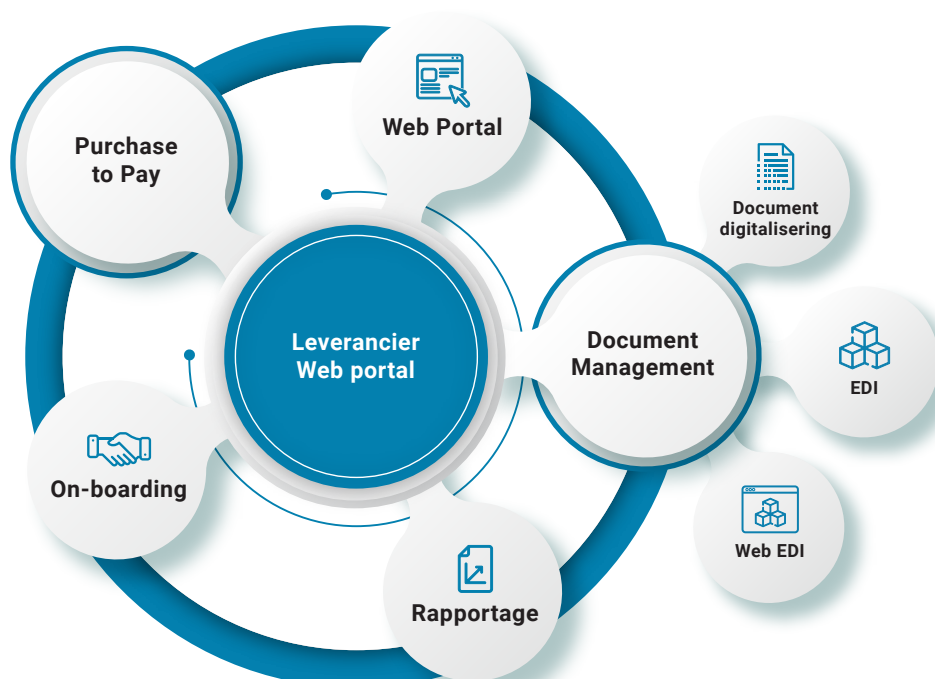 Web Portal
Purchase
to Pay
Document
digitalisering
Leverancier
Web portal
Document
Management
EDI
On-boarding
Web EDI
Rapportage